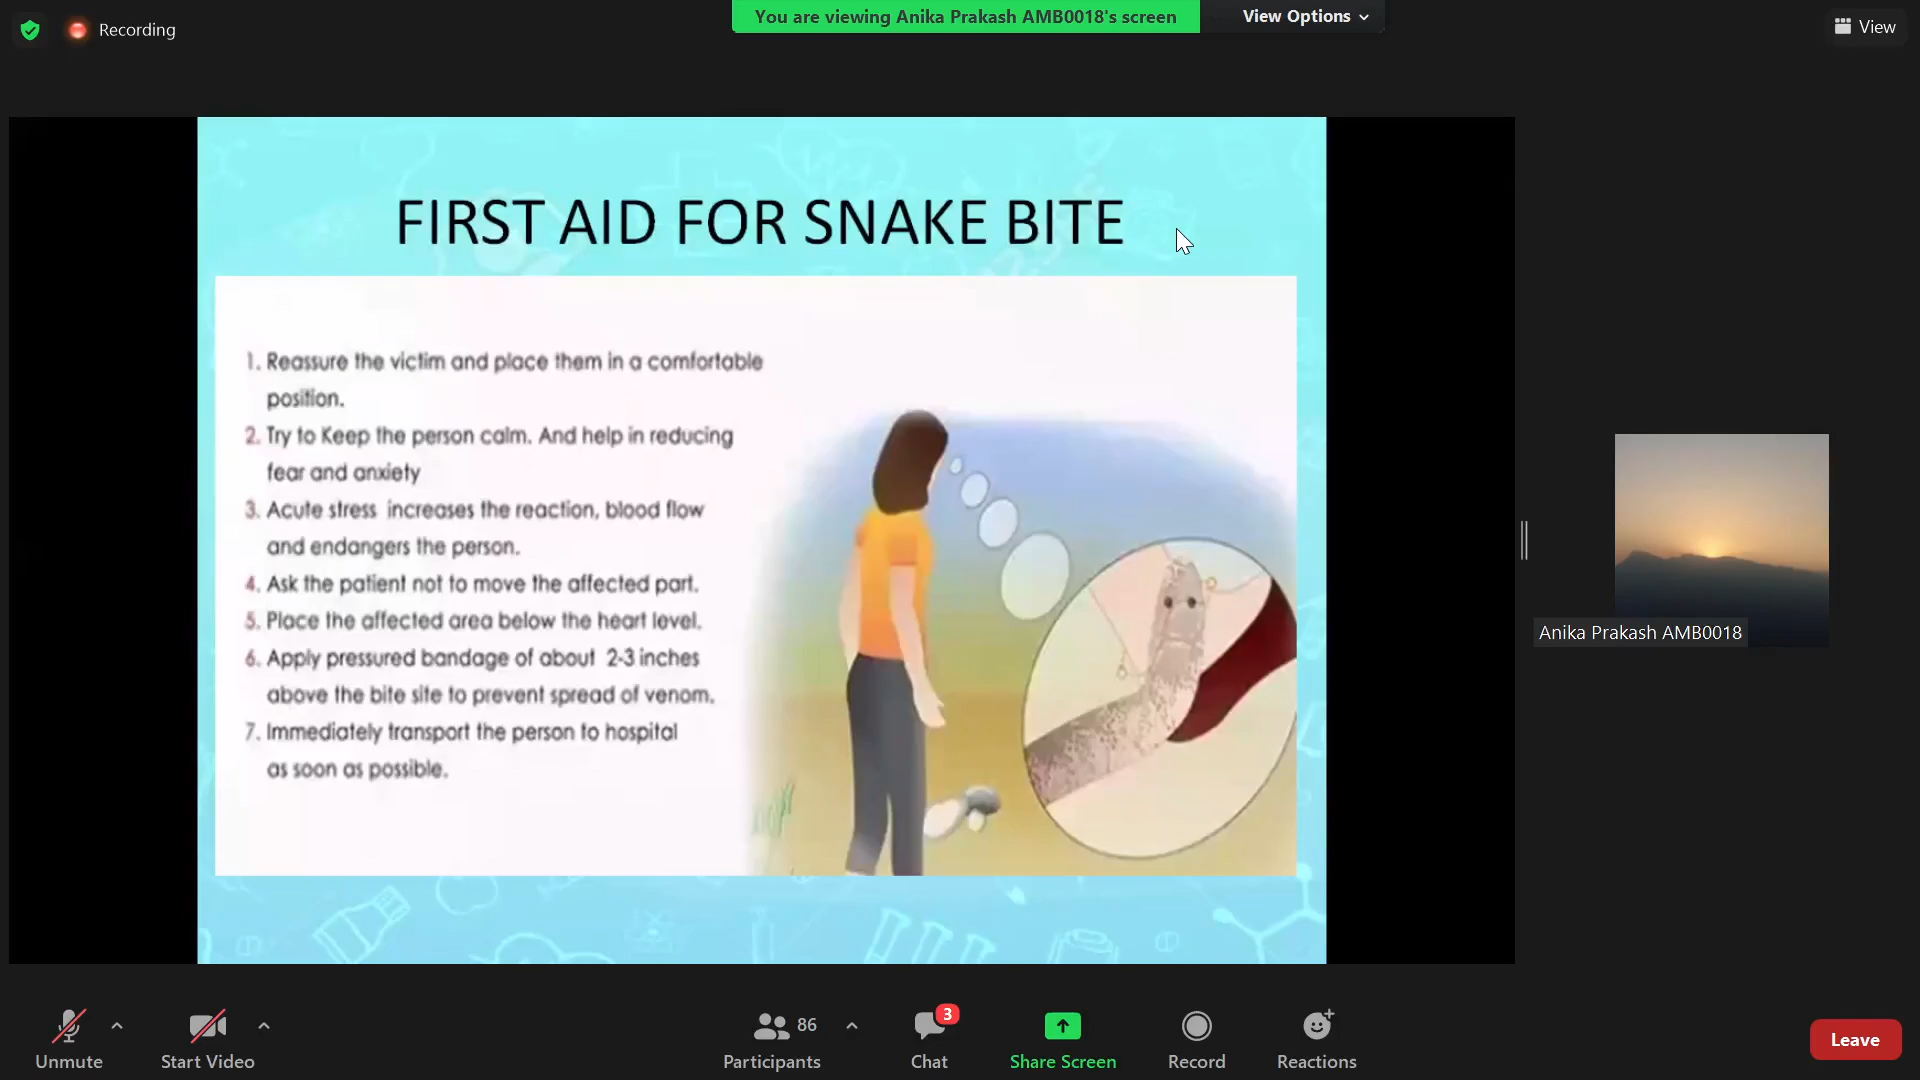 You are viewing Anika Prakash AMB0018's screen
View Options
Recording
View
FIRST AID FOR SNAKE BITE
1. Reassure the victim and place them in a comfortable
position.
2. Try to Keep the person calm. And help in reducing
fear and anxiety
3. Acute stress increases the reaction, blood flow
and endangers the person.
4. Ask the patient not to move the affected part.
5. Place the affected area below the heart level.
6. Apply pressured bandage of about 2-3 inches
above the bite site to prevent spread of venom.
7. Immediately transport the person to hospital
as soon as possible.
Anika Prakash AMB0018
Unmute
Start Video
86
Participants
3
Chat
Share Screen
Record
Reactions
Leave